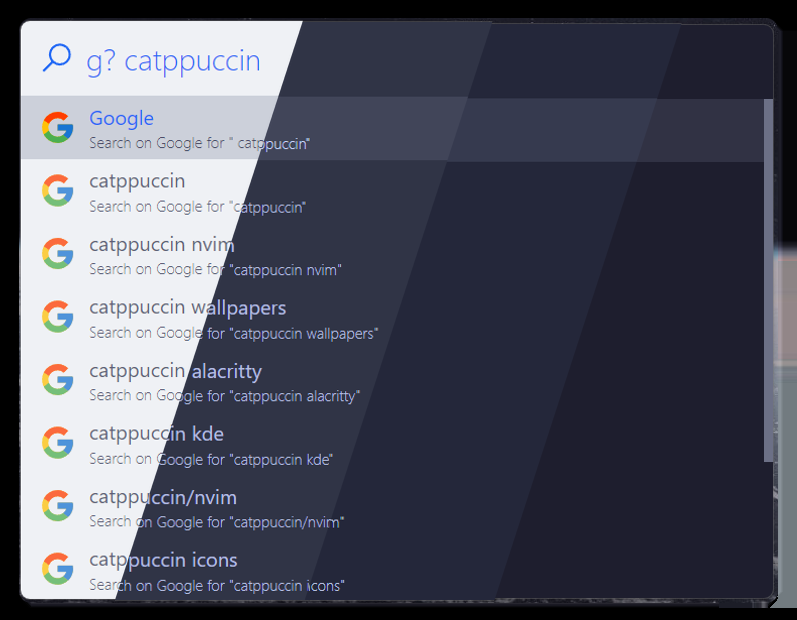 g? catppuccin
Google
Search on Google for " catppuccin"
catppuccin
Search on Google for "catppuccin"
catppuccin nvim
Search on Google for "catppuccin nvim"
catppuccin wallpapers
Search on Google for "catppuccin wallpapers"
catppuccin alacritty
Search on Google for "catppuccin alacritty"
catppuccin kde
Search on Google for "catppuccin kde"
catppuccin/nvim
Search on Google for "catppuccin/nvim"
catppuccin icons
Search on Google for "catppuccin icons"